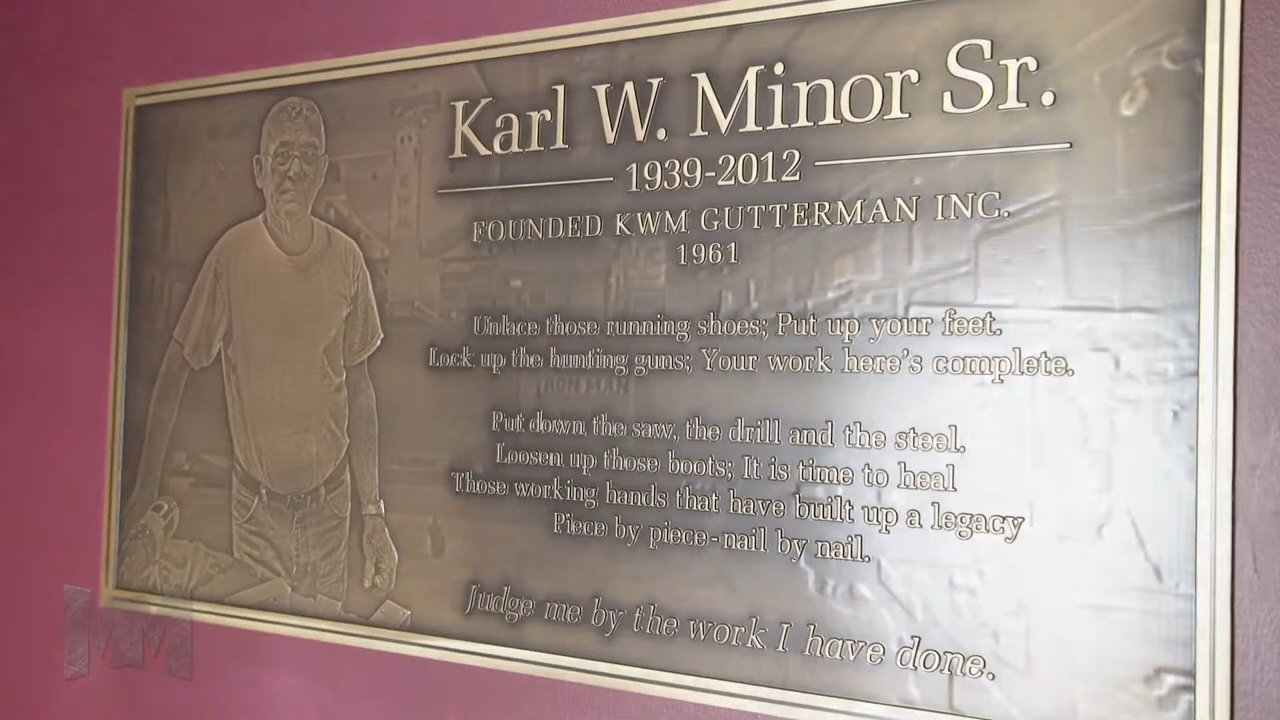 Karl W. Minor Sr.
1939-2012
FOUNDED KWM GUTTERMAN INC.
1961
Unlace those running shoes; Put up your feet.
Lock up the hunting guns; Your work here's complete.
Put down the saw, the drill and the steel.
Loosen up those boots; It is time to heal
Those working hands that have built up a legacy
Piece by piece-nail by nail.
Judge me by the work I have done.